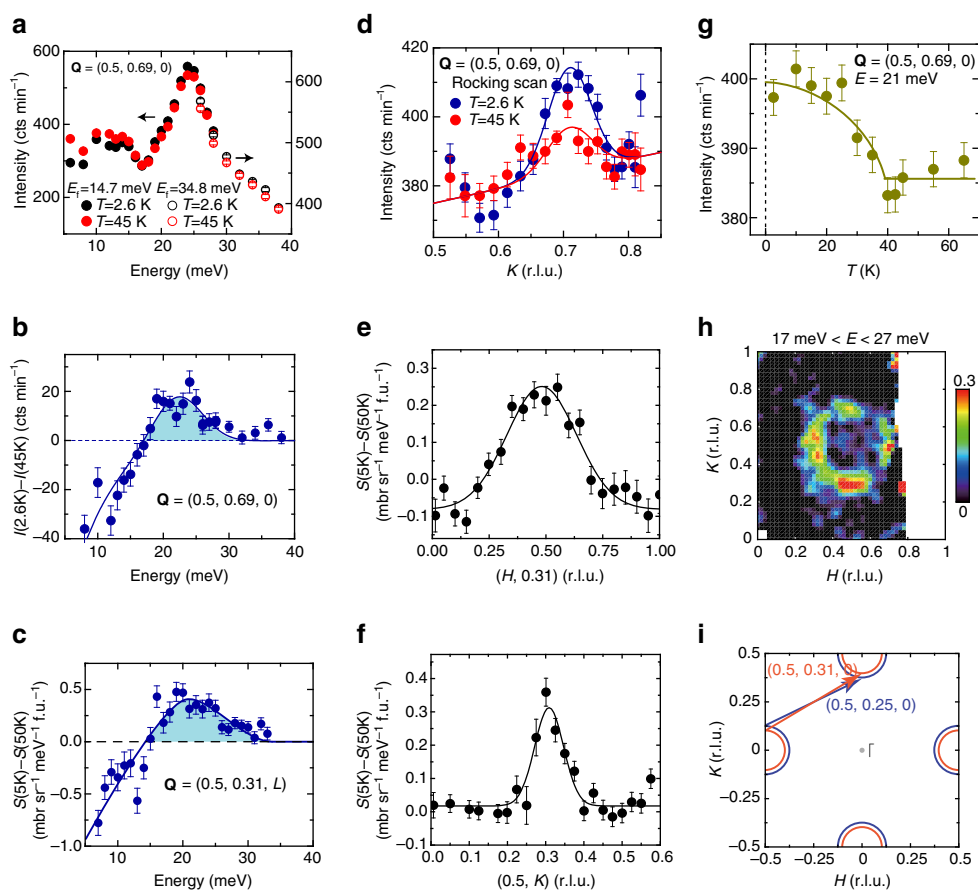 a
Q = (0.5, 0.69, 0)
Intensity (cts min⁻¹)
600
400
200
600
500
400
E_f=14.7 meV E_f=34.8 meV
T=2.6 K T=2.6 K
T=45 K T=45 K
10 20 30 40
Energy (meV)
d
Q = (0.5, 0.69, 0)
Rocking scan
T=2.6 K
T=45 K
Intensity (cts min⁻¹)
420
400
380
0.5 0.6 0.7 0.8
K (r.l.u.)
g
Q = (0.5, 0.69, 0)
E = 21 meV
Intensity (cts min⁻¹)
400
390
380
0 20 40 60
T (K)
b
I(2.6K)–I(45K) (cts min⁻¹)
20
0
–20
–40
Q = (0.5, 0.69, 0)
10 20 30 40
Energy (meV)
e
S(5K)–S(50K)
(mbr sr⁻¹ meV⁻¹ f.u.⁻¹)
0.3
0.2
0.1
0.0
–0.1
0.00 0.25 0.50 0.75 1.00
(H, 0.31) (r.l.u.)
h
17 meV < E < 27 meV
K (r.l.u.)
1
0.8
0.6
0.4
0.2
0
0 0.2 0.4 0.6 0.8 1
H (r.l.u.)
0.3
0
c
S(5K)–S(50K)
(mbr sr⁻¹ meV⁻¹ f.u.⁻¹)
0.5
0.0
–0.5
–1.0
Q = (0.5, 0.31, L)
10 20 30 40
Energy (meV)
f
S(5K)–S(50K)
(mbr sr⁻¹ meV⁻¹ f.u.⁻¹)
0.4
0.2
0.0
–0.2
0.0 0.1 0.2 0.3 0.4 0.5 0.6
(0.5, K) (r.l.u.)
i
K (r.l.u.)
0.5
0.25
0
–0.25
–0.5
(0.5, 0.31, 0)
(0.5, 0.25, 0)
Γ
–0.5 –0.25 0 0.25 0.5
H (r.l.u.)